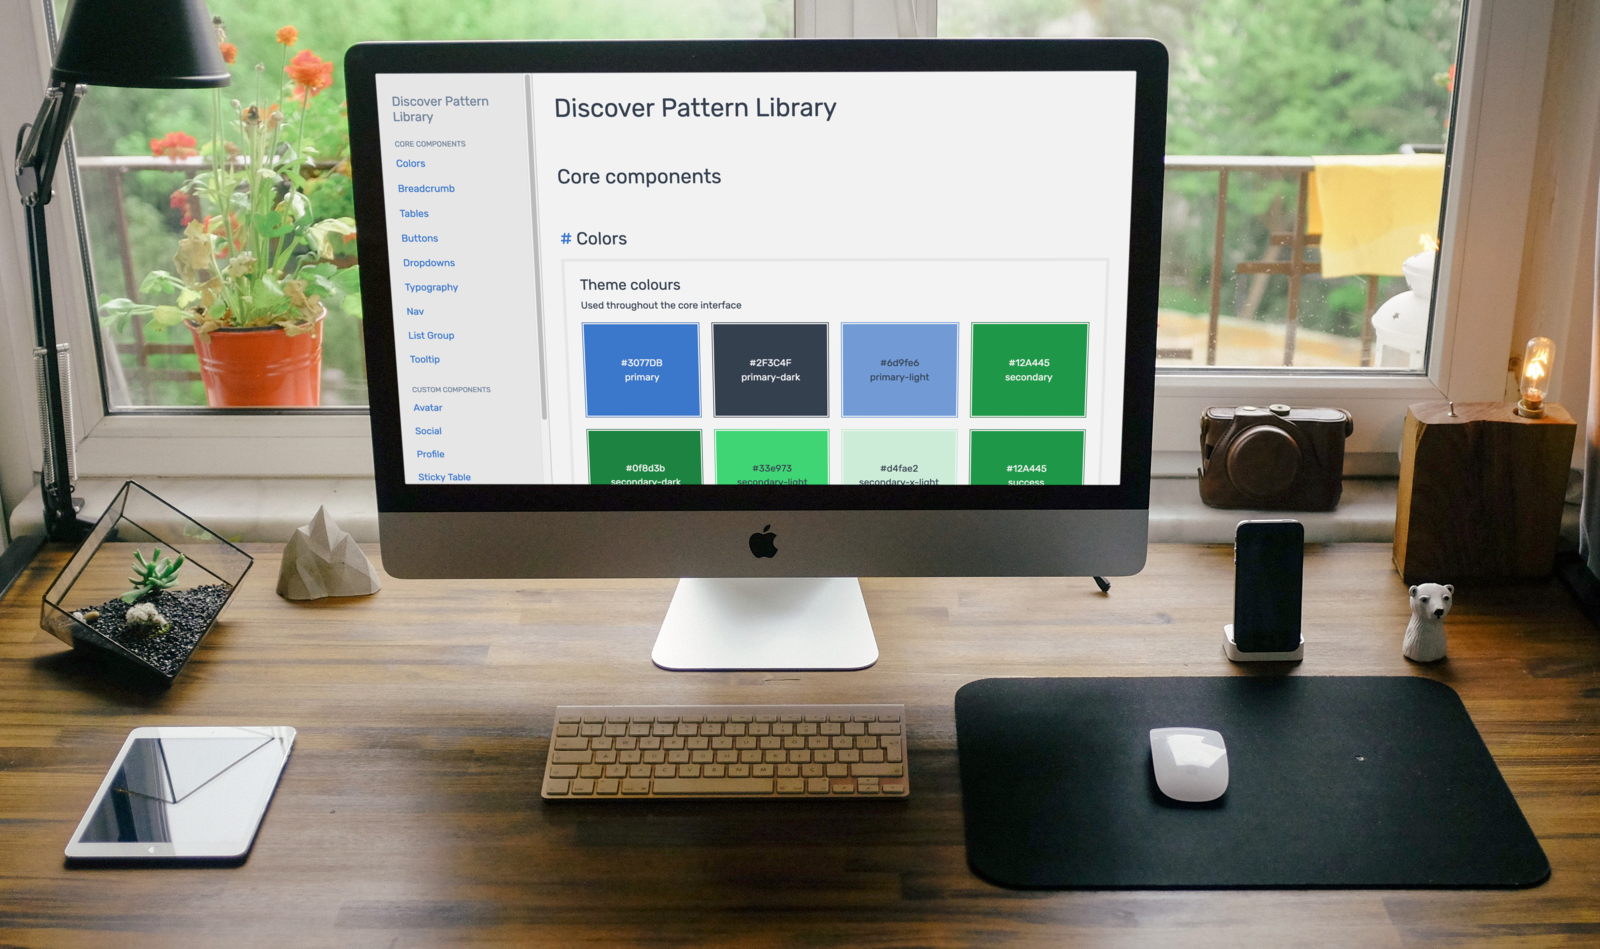 Discover Pattern
Library
CORE COMPONENTS
Colors
Breadcrumb
Tables
Buttons
Dropdowns
Typography
Nav
List Group
Tooltip
CUSTOM COMPONENTS
Avatar
Social
Profile
Sticky Table
Discover Pattern Library
Core components
# Colors
Theme colours
Used throughout the core interface
#3077DB
primary
#2F3C4F
primary-dark
#6d9fe6
primary-light
#12A445
secondary
#0f8d3b
secondary-dark
#33e973
secondary-light
#d4fae2
secondary-x-light
#12A445
success